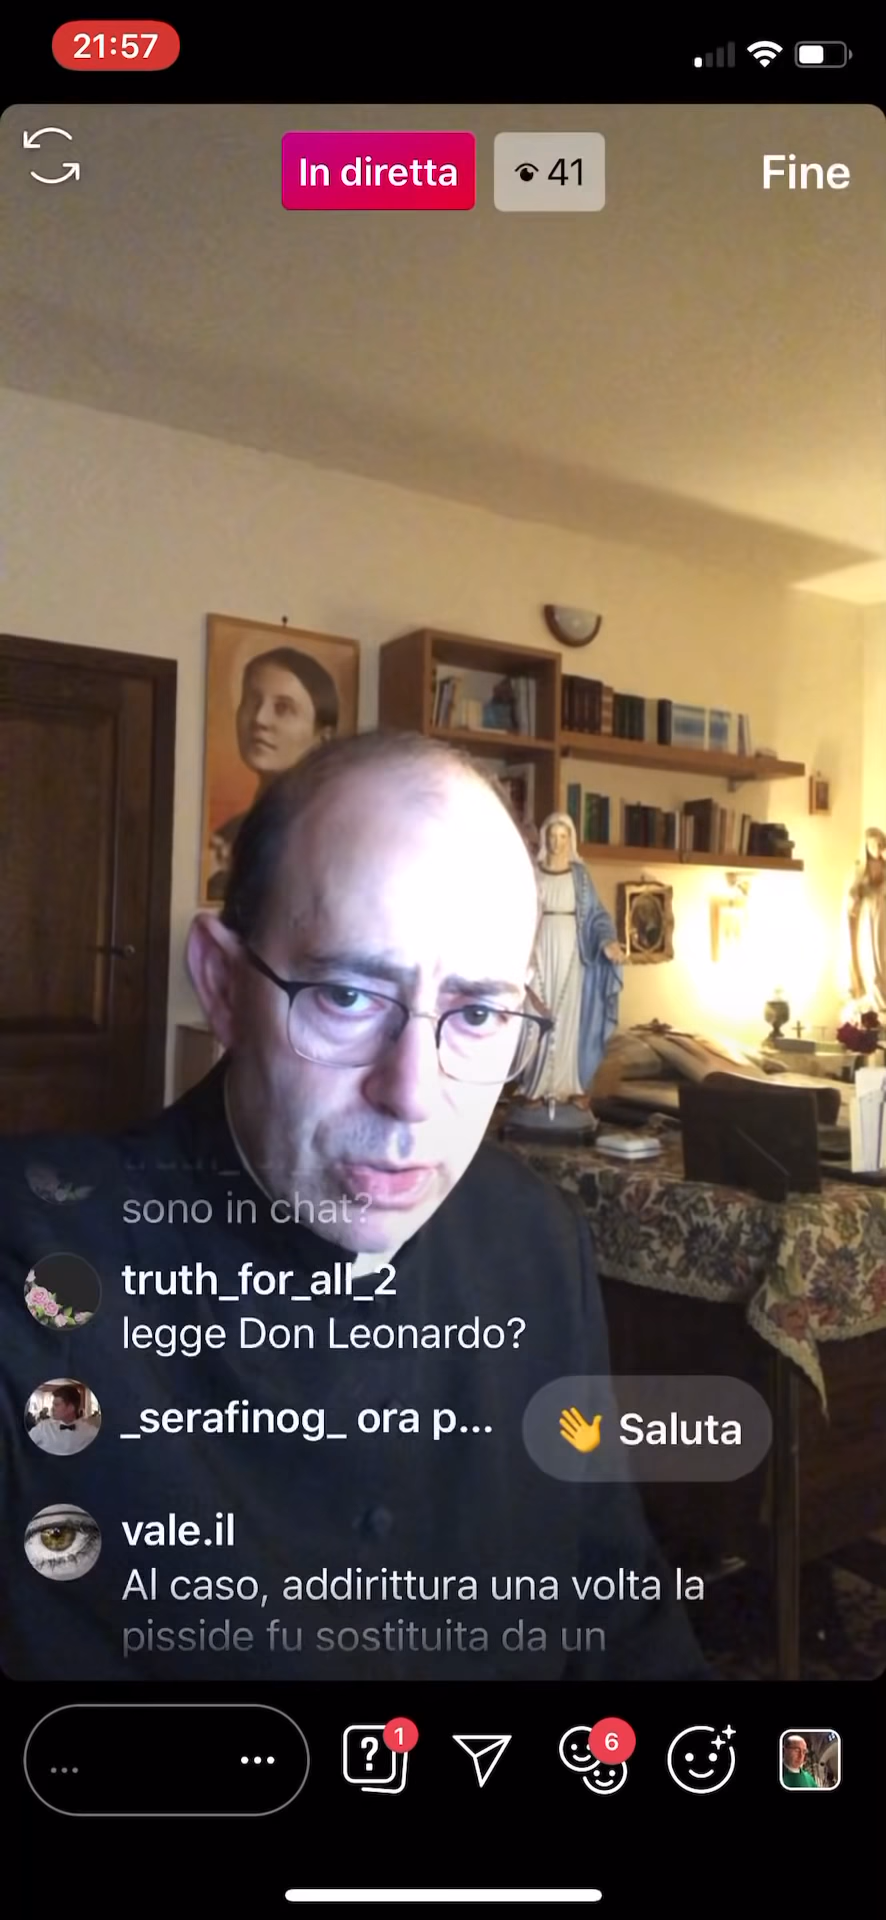 21:57
In diretta
41
Fine
sono in chat?
truth_for_all_2
legge Don Leonardo?
_serafinog_ ora p...
👋 Saluta
vale.il
Al caso, addirittura una volta la
pisside fu sostituita da un
...
?
1
6